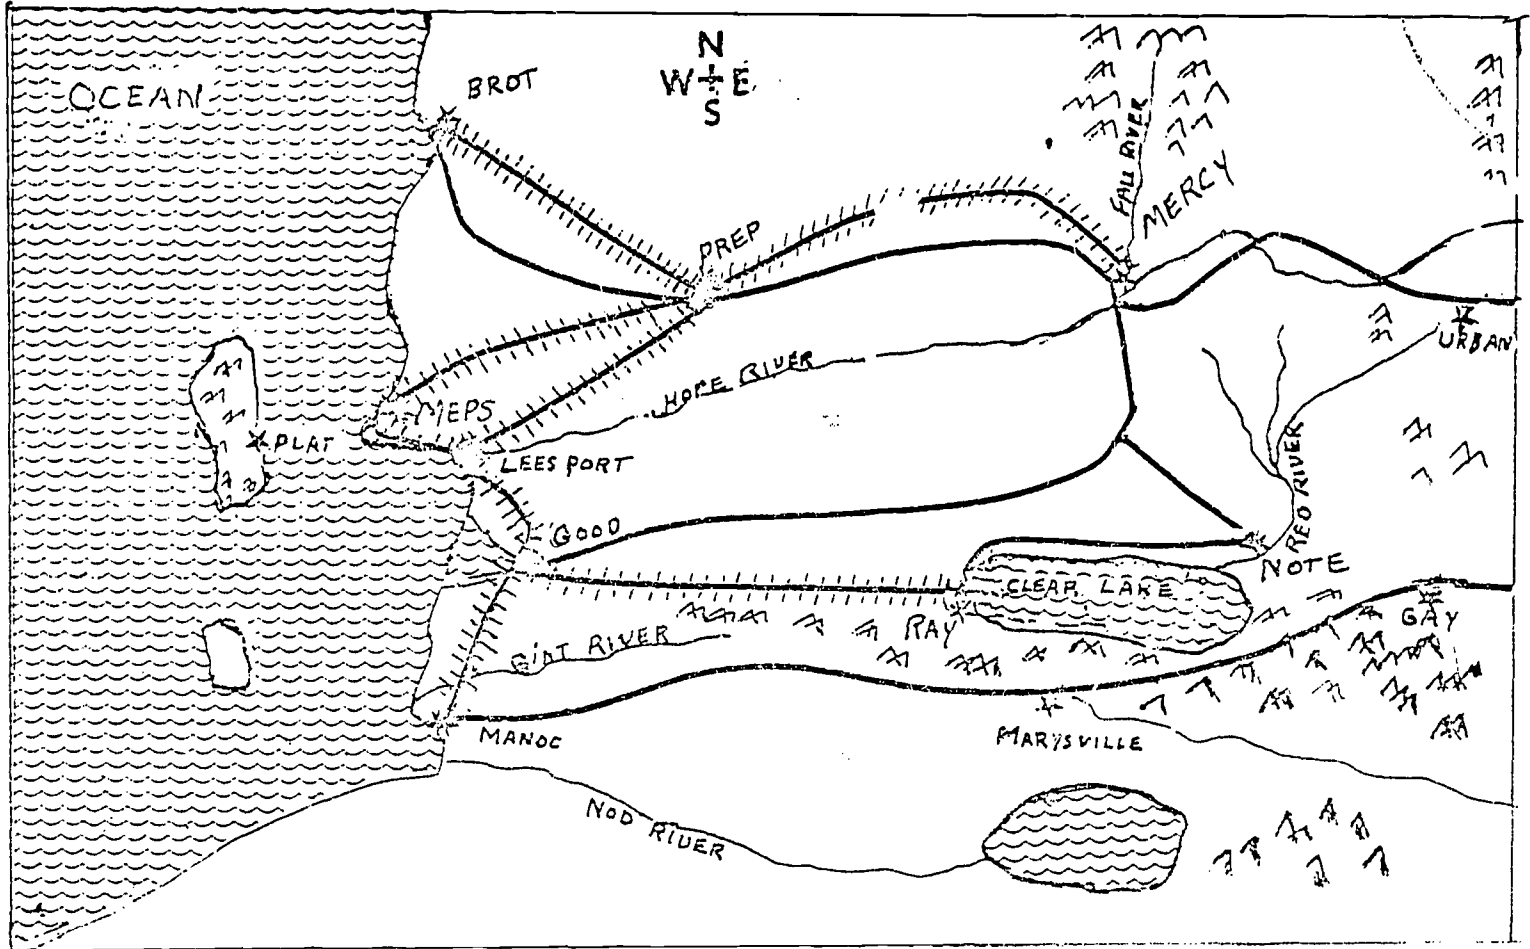 N
W E
S
OCEAN
BROT
FALL RIVER
MERCY
PREP
URBAN
HOPE RIVER
MEPS
PLAT
LEES PORT
RED RIVER
GOOD
NOTE
CLEAR LAKE
GAY
RAY
RIVER
MANOC
MARYSVILLE
NOD RIVER